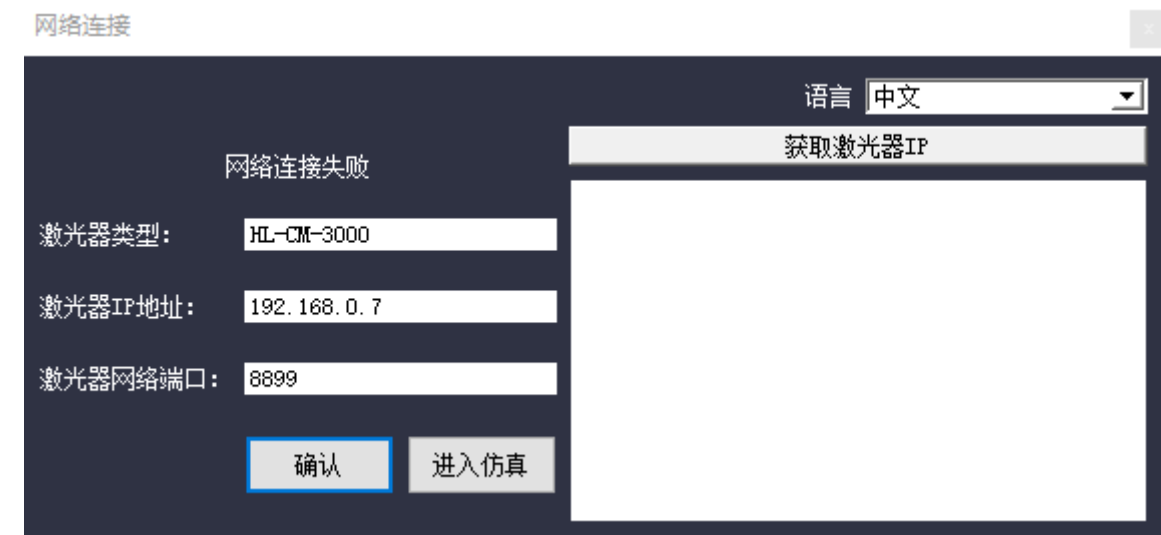 网络连接
x
语言 中文
获取激光器IP
网络连接失败
激光器类型: HL-CM-3000
激光器IP地址: 192.168.0.7
激光器网络端口: 8899
确认 进入仿真